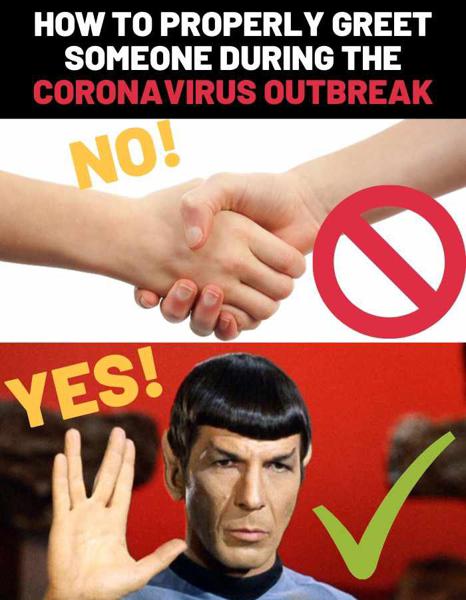 HOW TO PROPERLY GREET
SOMEONE DURING THE
CORONAVIRUS OUTBREAK
NO!
YES!